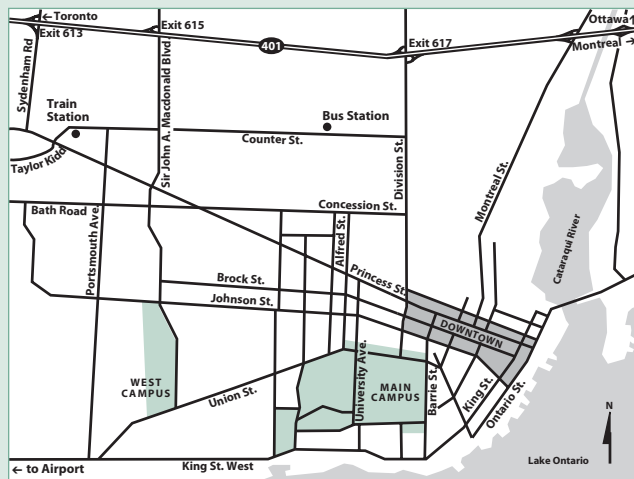 ← Toronto
Exit 613
Exit 615
401
Exit 617
Ottawa ↑
Montreal →
Sydenham Rd
Train
Station
Sir John A. Macdonald Blvd.
Bus Station
Counter St.
Taylor Kidd
Division St.
Montreal St.
Concession St.
Bath Road
Portsmouth Ave.
Alfred St.
Cataraqui River
Princess St.
Brock St.
Johnson St.
DOWNTOWN
WEST
CAMPUS
Union St.
University Ave.
MAIN
CAMPUS
Barrie St.
King St.
Ontario St.
N
← to Airport
King St. West
Lake Ontario